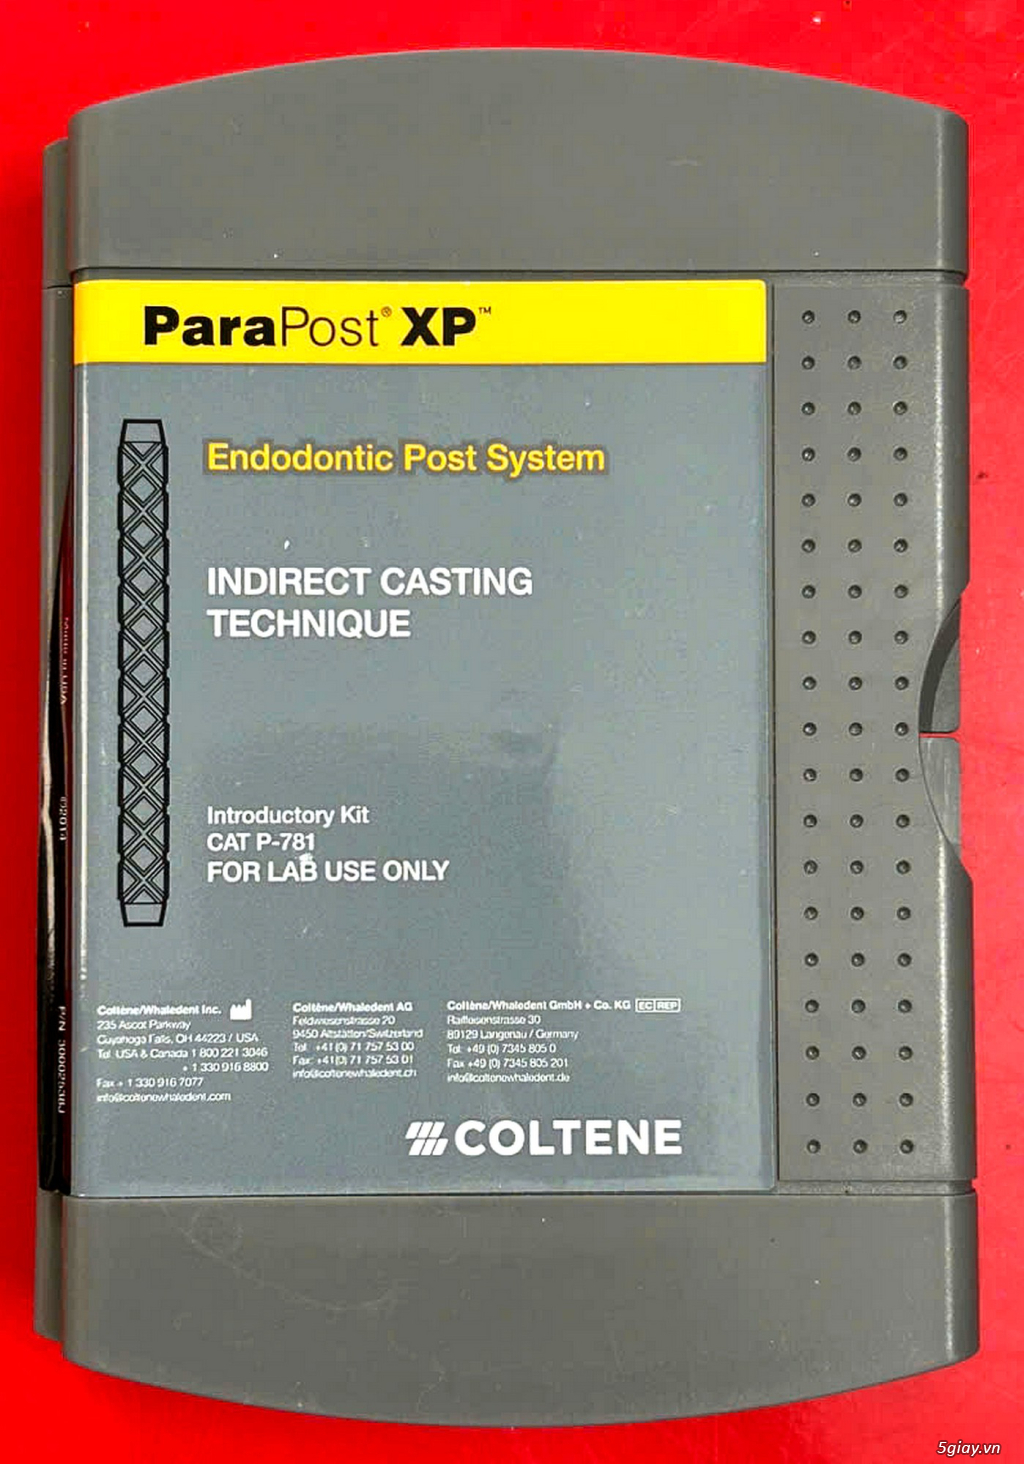 ParaPost® XP™
Endodontic Post System
INDIRECT CASTING
TECHNIQUE
Introductory Kit
CAT P-781
FOR LAB USE ONLY
Coltène/Whaledent Inc.
235 Ascot Parkway
Cuyahoga Falls, OH 44223 / USA
Tel. USA & Canada 1 800 221 3046
+ 1 330 916 8800
Fax + 1 330 916 7077
info@coltenewhaledent.com
Coltène/Whaledent AG
Feldwiesenstrasse 20
9450 Altstätten/Switzerland
Tel. +41 (0) 71 757 53 00
Fax: +41 (0) 71 757 53 01
info@coltenewhaledent.ch
Coltène/Whaledent GmbH + Co. KG EC REP
Raiffeisenstrasse 30
89129 Langenau / Germany
Tel. +49 (0) 7345 805 0
Fax +49 (0) 7345 805 201
info@coltenewhaledent.de
COLTENE
5giay.vn